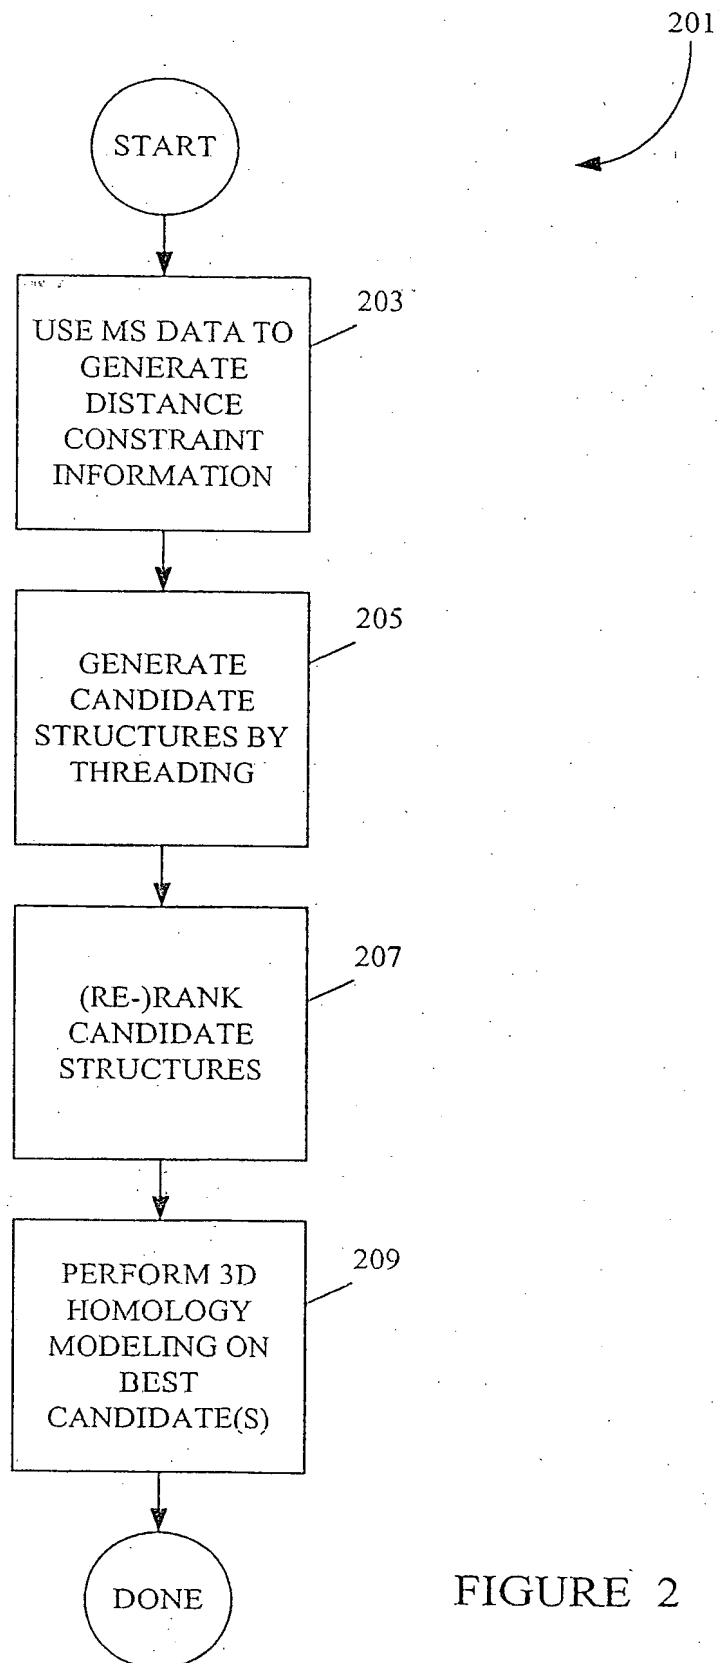 201
START
203
USE MS DATA TO
GENERATE
DISTANCE
CONSTRAINT
INFORMATION
205
GENERATE
CANDIDATE
STRUCTURES BY
THREADING
207
(RE-)RANK
CANDIDATE
STRUCTURES
209
PERFORM 3D
HOMOLOGY
MODELING ON
BEST
CANDIDATE(S)
DONE
FIGURE 2